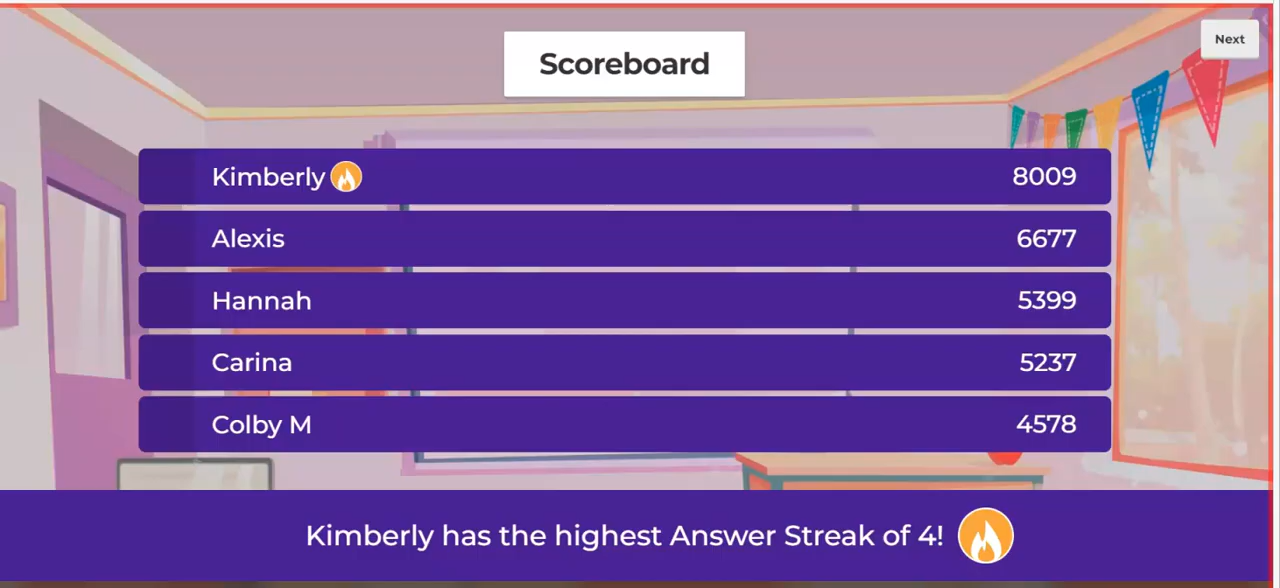 Scoreboard
Next
Kimberly 8009
Alexis 6677
Hannah 5399
Carina 5237
Colby M 4578
Kimberly has the highest Answer Streak of 4!